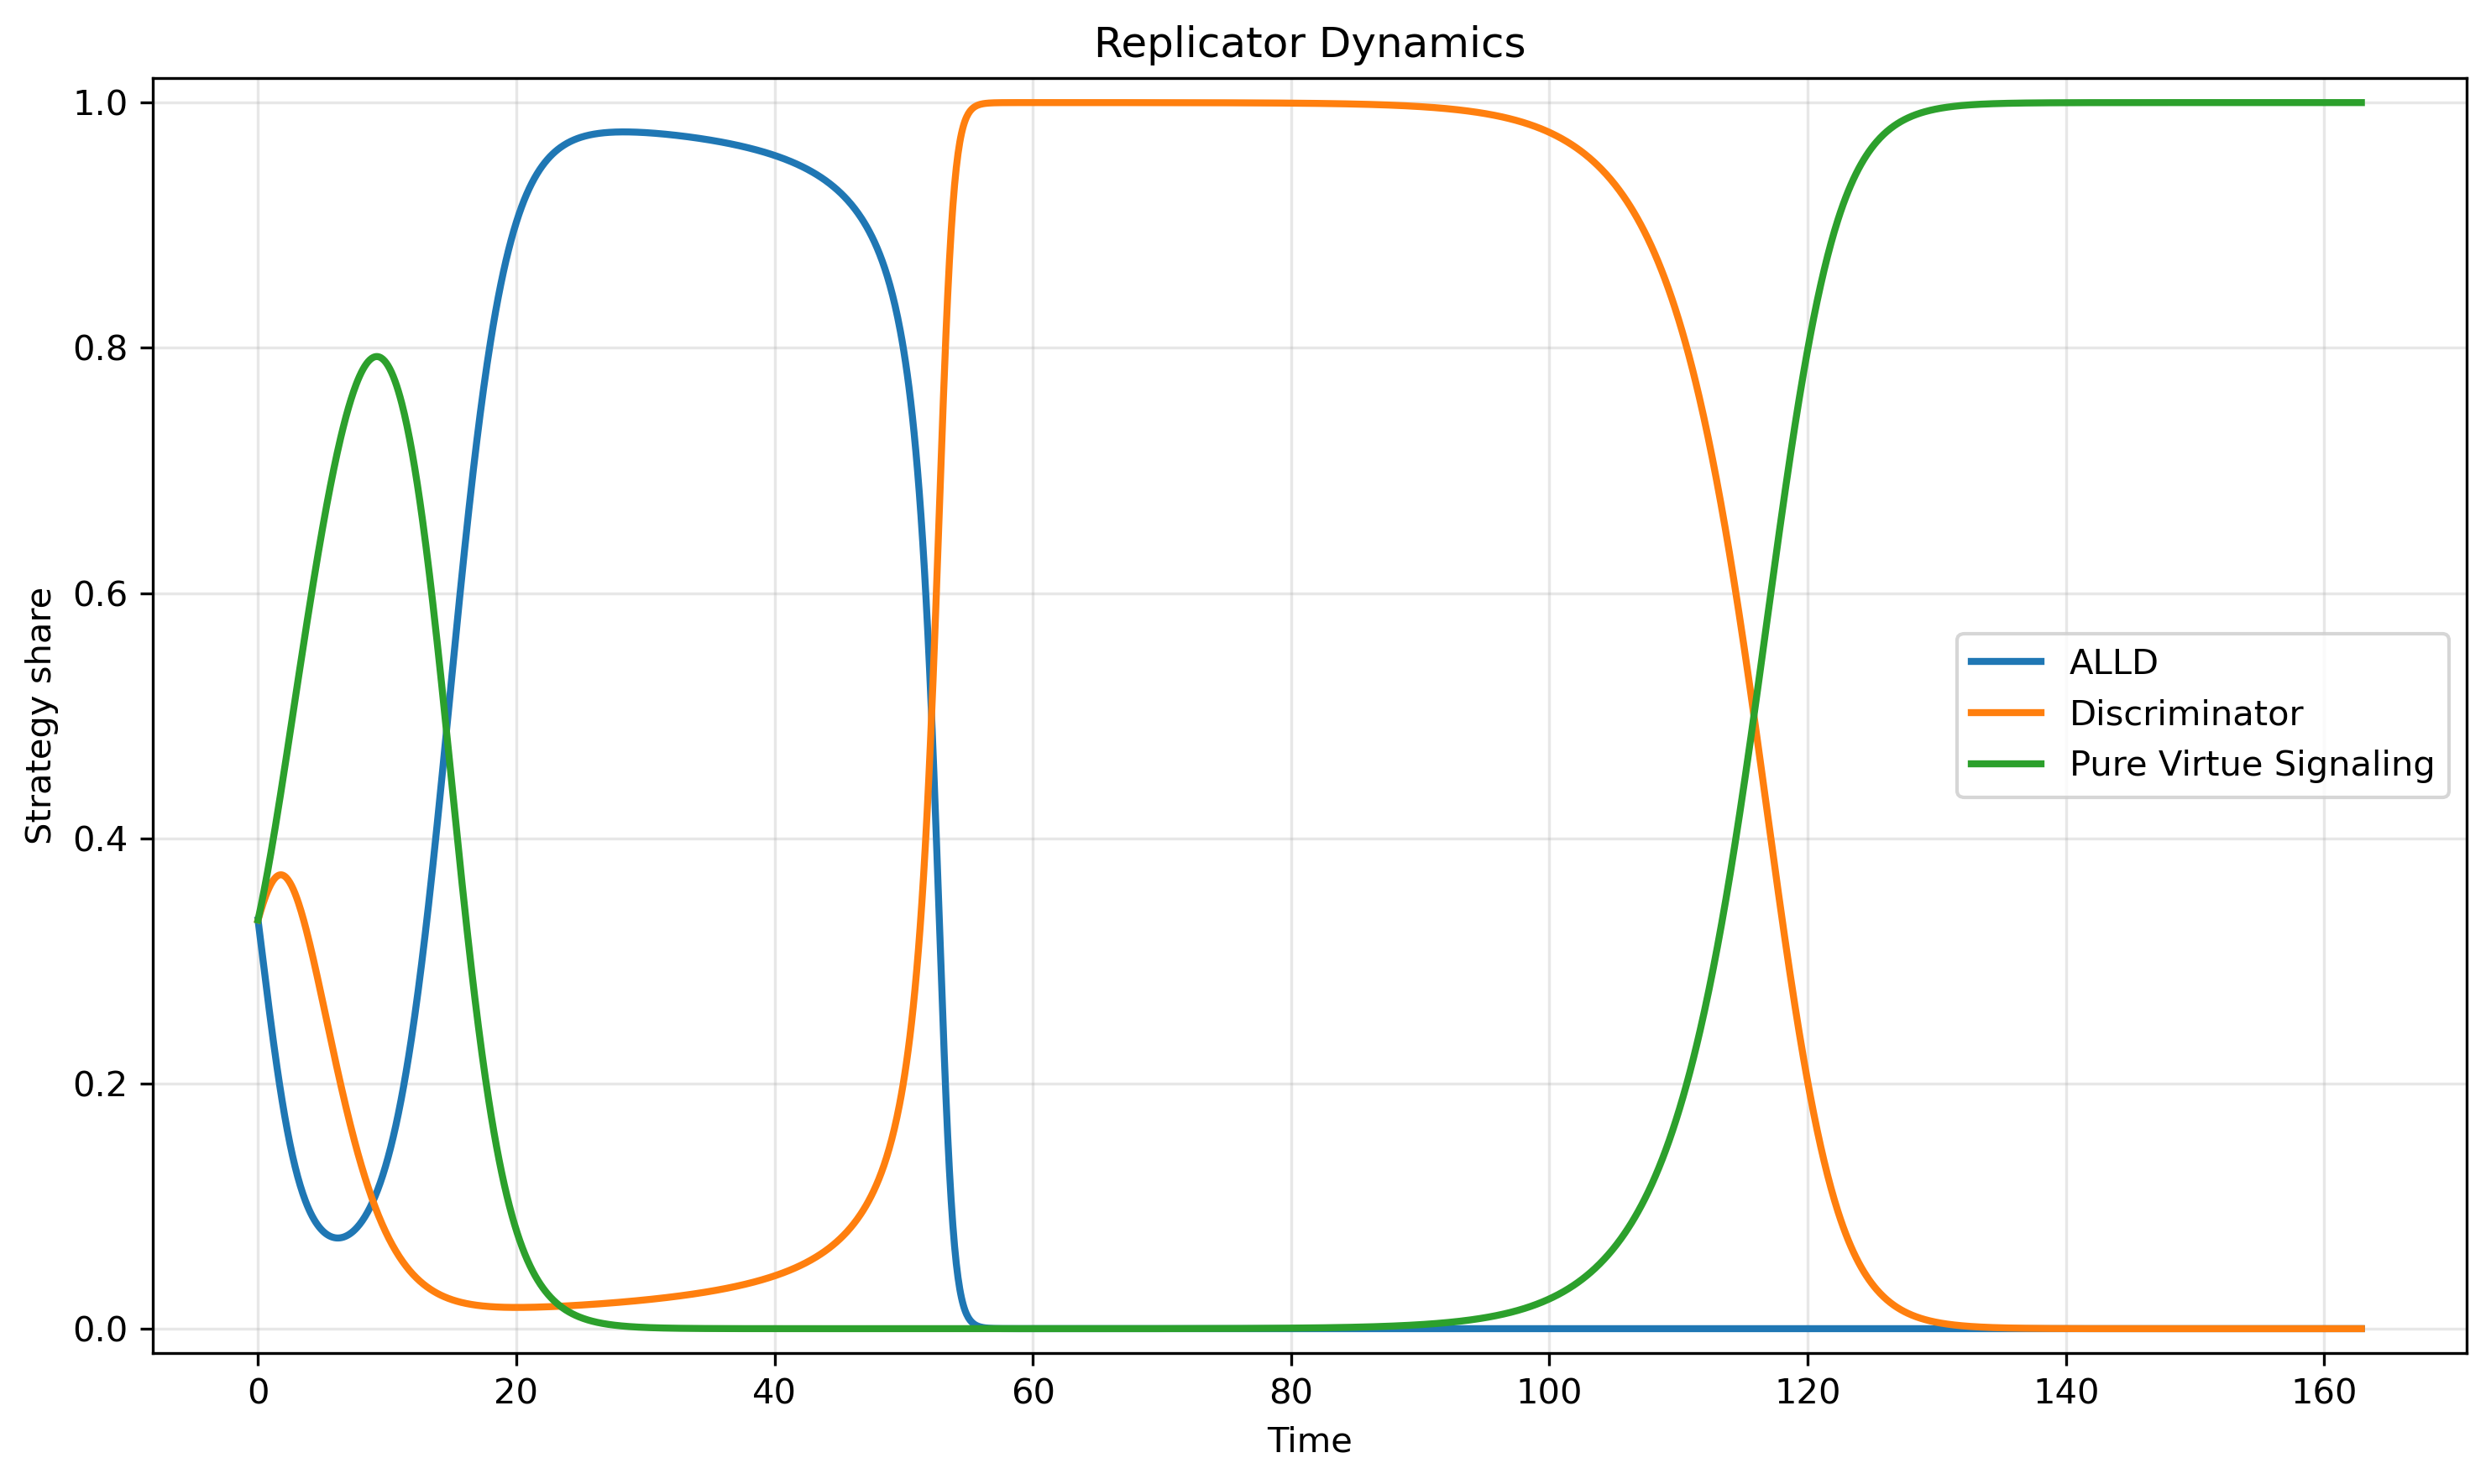 Replicator Dynamics
Strategy share
1.0
0.8
0.6
0.4
0.2
0.0
ALLD
Discriminator
Pure Virtue Signaling
0 20 40 60 80 100 120 140 160
Time